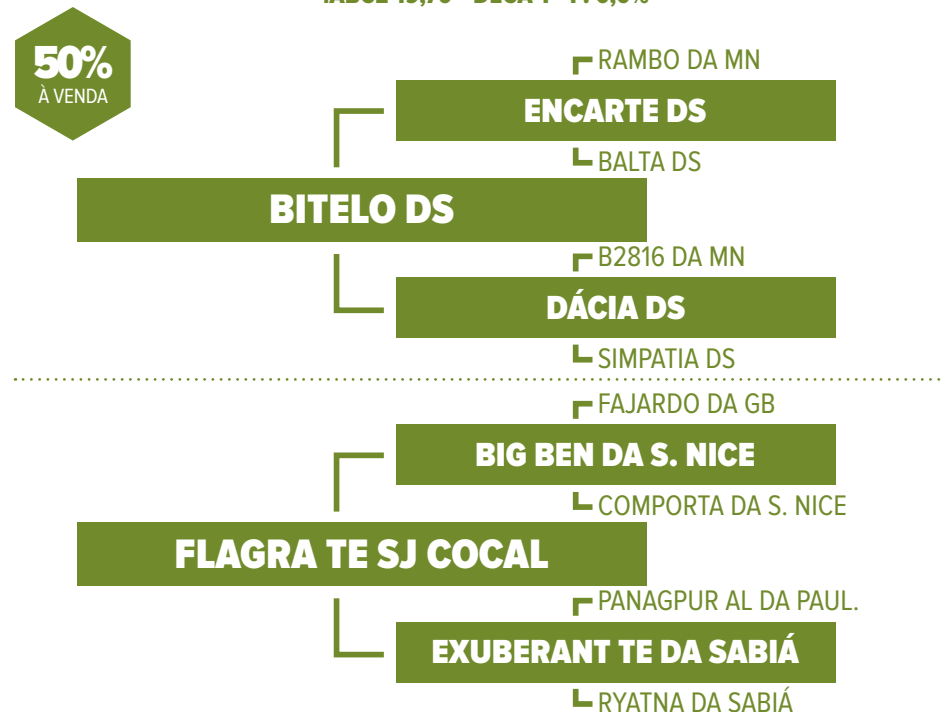 50%
À VENDA
RAMBO DA MN
ENCARTE DS
BALTA DS
BITELO DS
B2816 DA MN
DÁCIA DS
SIMPATIA DS
FAJARDO DA GB
BIG BEN DA S. NICE
COMPORTA DA S. NICE
FLAGRA TE SJ COCAL
PANAGPUR AL DA PAUL.
EXUBERANT TE DA SABIÁ
RYATNA DA SABIÁ